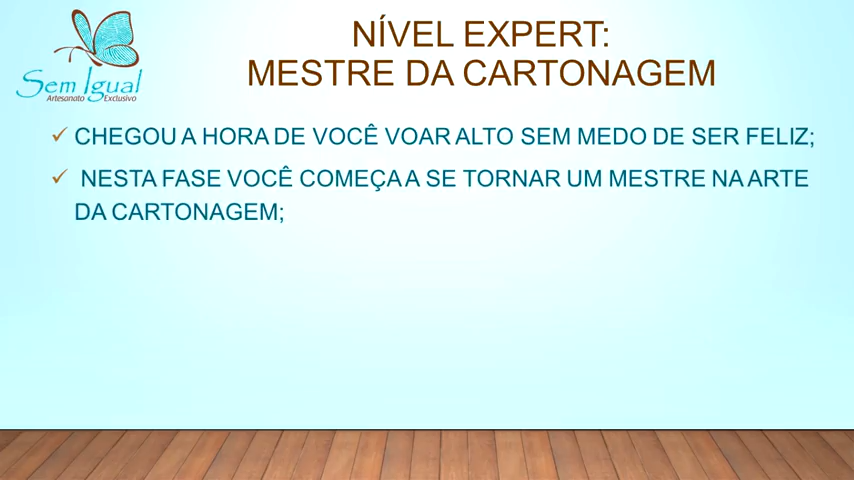 Sem Igual
Artesanato Exclusivo
NÍVEL EXPERT:
MESTRE DA CARTONAGEM
CHEGOU A HORA DE VOCÊ VOAR ALTO SEM MEDO DE SER FELIZ;
NESTA FASE VOCÊ COMEÇA A SE TORNAR UM MESTRE NA ARTE
DA CARTONAGEM;